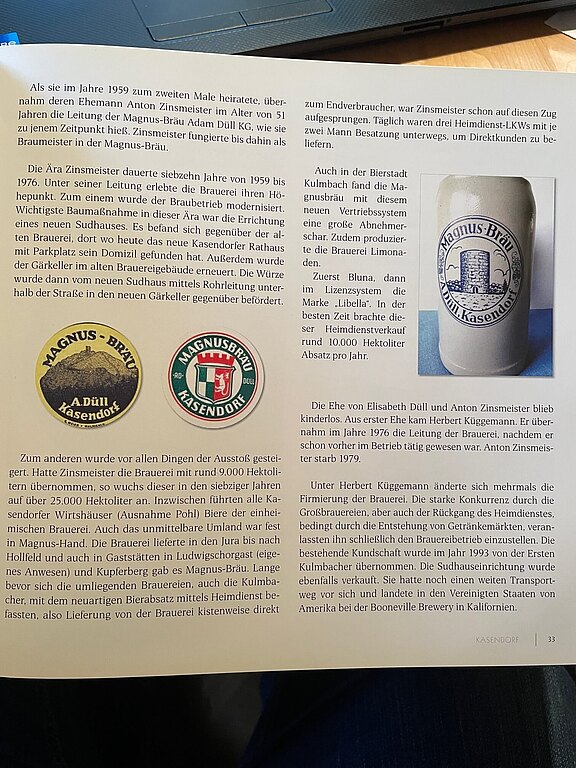 Als sie im Jahre 1959 zum zweiten Male heiratete, über-
nahm deren Ehemann Anton Zinsmeister im Alter von 51
Jahren die Leitung der Magnus-Bräu Adam Düll KG, wie sie
zu jenem Zeitpunkt hieß. Zinsmeister fungierte bis dahin als
Braumeister in der Magnus-Bräu.
Die Ära Zinsmeister dauerte siebzehn Jahre von 1959 bis
1976. Unter seiner Leitung erlebte die Brauerei ihren Hö-
hepunkt. Zum einem wurde der Braubetrieb modernisiert.
Wichtigste Baumaßnahme in dieser Ära war die Errichtung
eines neuen Sudhauses. Es befand sich gegenüber der al-
ten Brauerei, dort wo heute das neue Kasendorfer Rathaus
mit Parkplatz sein Domizil gefunden hat. Außerdem wurde
der Gärkeller im alten Brauereigebäude erneuert. Die Würze
wurde dann vom neuen Sudhaus mittels Rohrleitung unter-
halb der Straße in den neuen Gärkeller gegenüber befördert.
MAGNUS-BRÄU
A.Düll
Kasendorf
MAGNUSBRÄU
AD
DÜLL
KASENDORF
Zum anderen wurde vor allen Dingen der Ausstoß gestei-
gert. Hatte Zinsmeister die Brauerei mit rund 9.000 Hektoli-
tern übernommen, so wuchs dieser in den siebziger Jahren
auf über 25.000 Hektoliter an. Inzwischen führten alle Ka-
sendorfer Wirtshäuser (Ausnahme Pohl) Biere der einhei-
mischen Brauerei. Auch das unmittelbare Umland war fest
in Magnus-Hand. Die Brauerei lieferte in den Jura bis nach
Hollfeld und auch in Gaststätten in Ludwigschorgast (eige-
nes Anwesen) und Kupferberg gab es Magnus-Bräu. Lange
bevor sich die umliegenden Brauereien, auch die Kulmba-
cher, mit dem neuartigen Bierabsatz mittels Heimdienst be-
fassten, also Lieferung von der Brauerei kistenweise direkt
zum Endverbraucher, war Zinsmeister schon auf diesen Zug
aufgesprungen. Täglich waren drei Heimdienst-LKWs mit je
zwei Mann Besatzung unterwegs, um Direktkunden zu be-
liefern.
Auch in der Bierstadt
Kulmbach fand die Ma-
gnusbräu mit diesem
neuen Vertriebssystem
eine große Abnehmer-
schar. Zudem produzier-
te die Brauerei Limona-
den.
Zuerst Bluna, dann
im Lizenzsystem die
Marke „Libella“. In der
besten Zeit brachte die-
ser Heimdienstverkauf
rund 10.000 Hektoliter
Absatz pro Jahr.
Magnus-Bräu
A.Düll, Kasendorf
Die Ehe von Elisabeth Düll und Anton Zinsmeister blieb
kinderlos. Aus erster Ehe kam Herbert Küggemann. Er über-
nahm im Jahre 1976 die Leitung der Brauerei, nachdem er
schon vorher im Betrieb tätig gewesen war. Anton Zinsmeis-
ter starb 1979.
Unter Herbert Küggemann änderte sich mehrmals die
Firmierung der Brauerei. Die starke Konkurrenz durch die
Großbrauereien, aber auch der Rückgang des Heimdienstes,
bedingt durch die Entstehung von Getränkemärkten, veran-
lassten ihn schließlich den Brauereibetrieb einzustellen. Die
bestehende Kundschaft wurde im Jahr 1993 von der Ersten
Kulmbacher übernommen. Die Sudhauseinrichtung wurde
ebenfalls verkauft. Sie hatte noch einen weiten Transport-
weg vor sich und landete in den Vereinigten Staaten von
Amerika bei der Booneville Brewery in Kalifornien.
KASENDORF | 33